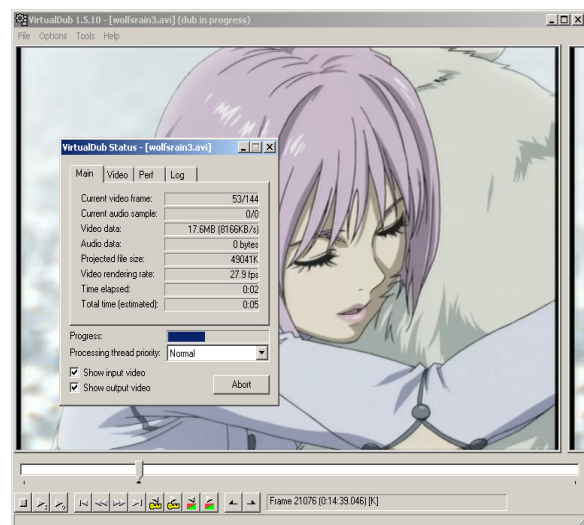 VirtualDub 1.5.10 - [wolfsrain3.avi] (dub in progress)
File Options Tools Help
VirtualDub Status - [wolfsrain3.avi]
Main Video Perf Log
Current video frame: 53/144
Current audio sample: 0/0
Video data: 17.6MB (8166KB/s)
Audio data: 0 bytes
Projected file size: 49041K
Video rendering rate: 27.9 fps
Time elapsed: 0:02
Total time (estimated): 0:05
Progress:
Processing thread priority: Normal
Show input video
Show output video
Abort
Frame 21076 (0:14:39.046) [K]